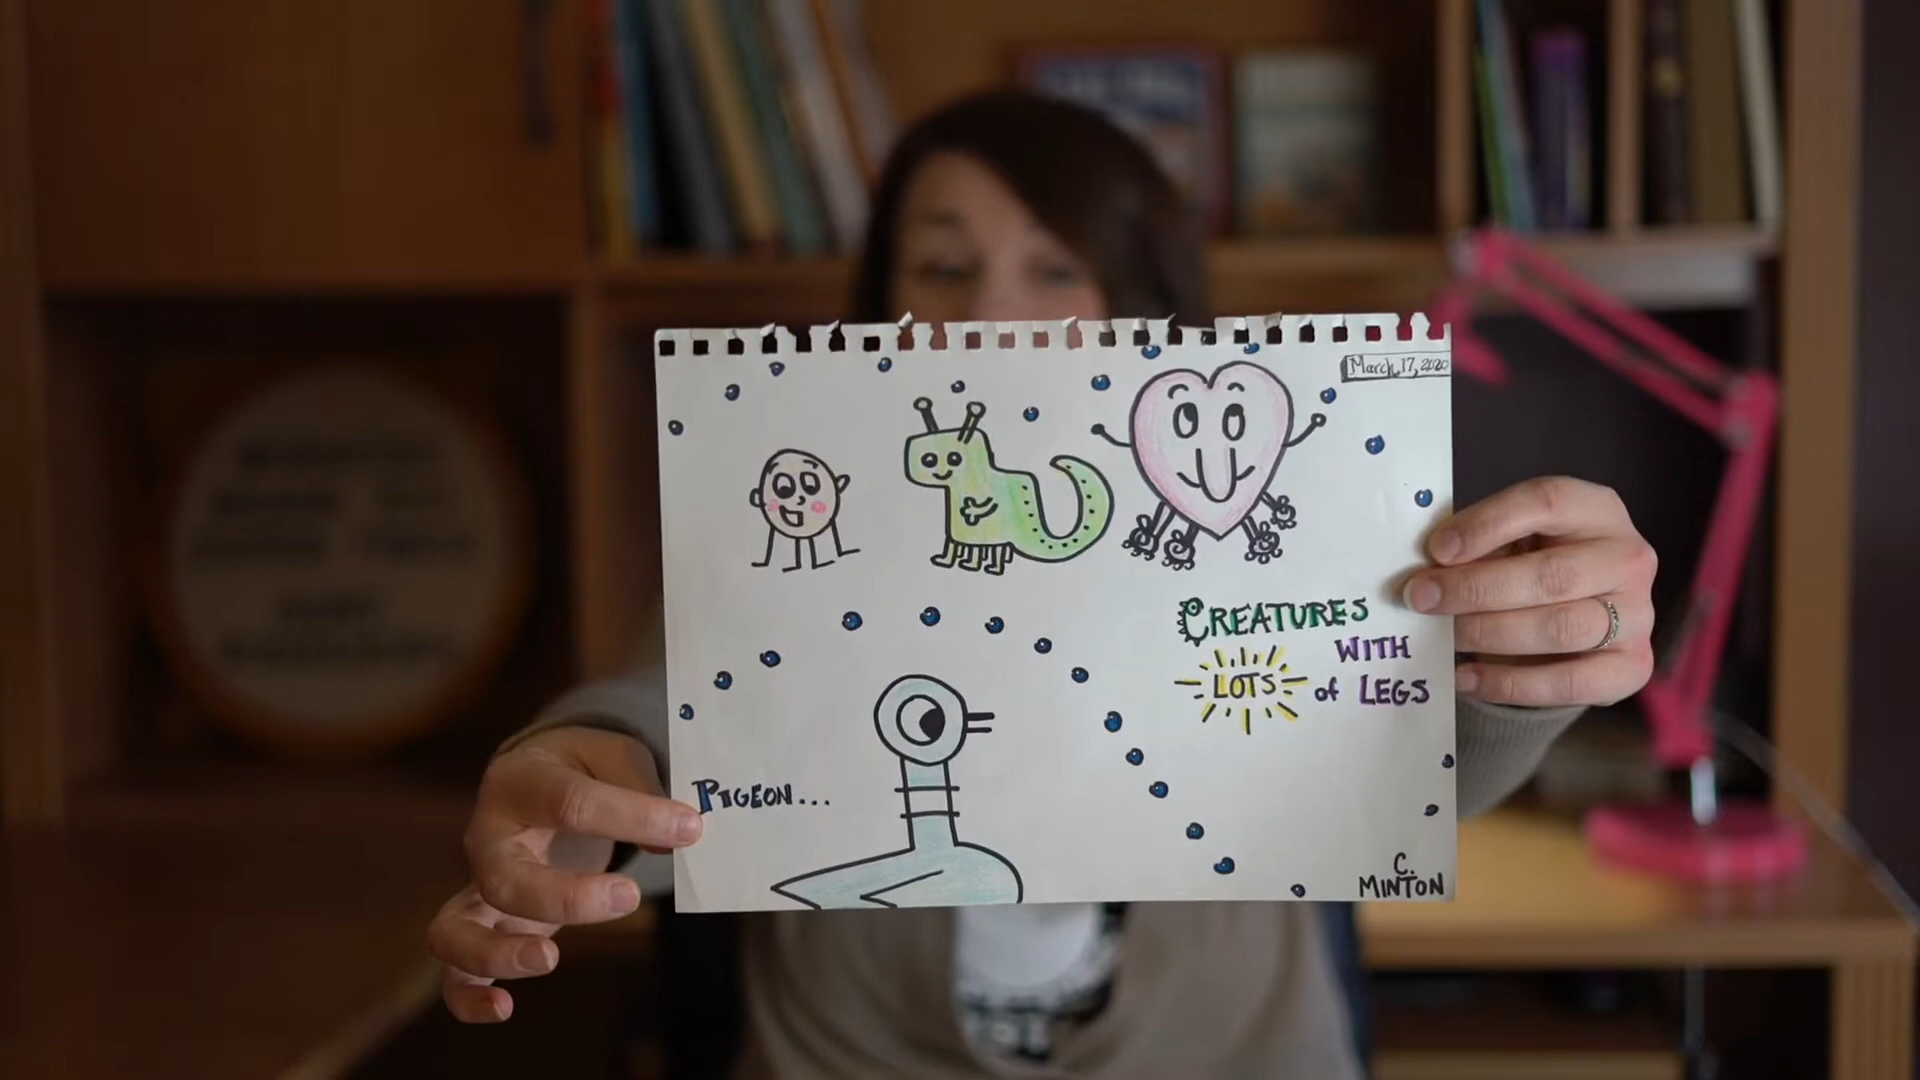 March 17, 2020
CREATURES
WITH
LOTS of LEGS
PIGEON...
C.
MINTON